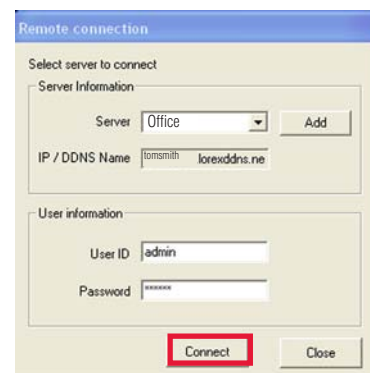 Remote connection
Select server to connect
Server Information
Server Office Add
IP / DDNS Name tomsmith .lorexddns.ne
User information
User ID admin
Password ******
Connect Close